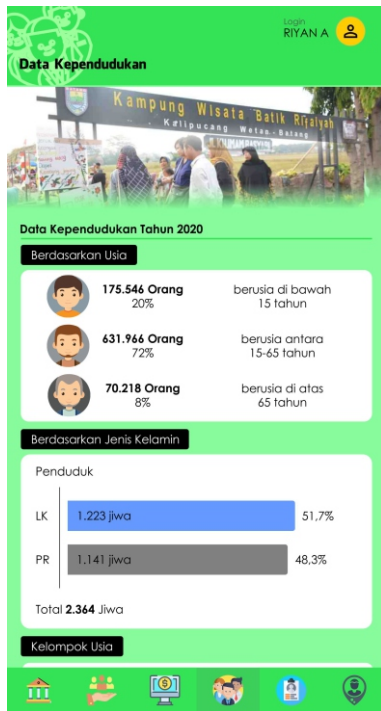 Login
RIYAN A
Data Kependudukan
Kampung Wisata Batik Rifaiyah
Kalipucang Wetan - Batang
Data Kependudukan Tahun 2020
Berdasarkan Usia
175.546 Orang
20%
berusia di bawah
15 tahun
631.966 Orang
72%
berusia antara
15-65 tahun
70.218 Orang
8%
berusia di atas
65 tahun
Berdasarkan Jenis Kelamin
Penduduk
LK 1.223 jiwa 51,7%
PR 1,141 jiwa 48,3%
Total 2.364 Jiwa
Kelompok Usia